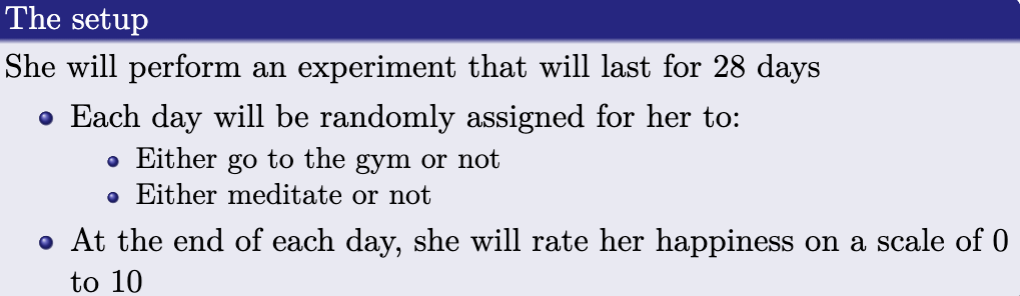 The setup
She will perform an experiment that will last for 28 days
Each day will be randomly assigned for her to:
Either go to the gym or not
Either meditate or not
At the end of each day, she will rate her happiness on a scale of 0
to 10